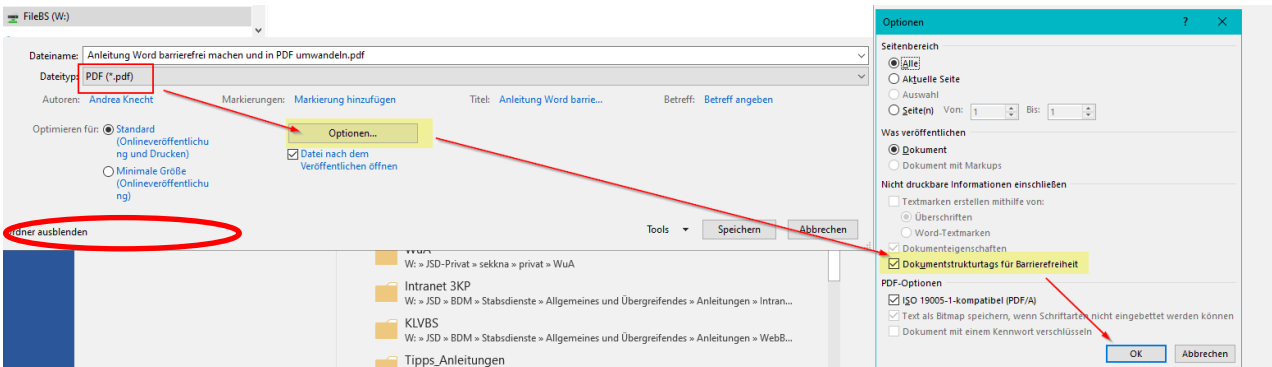 FileBS (W:)
Dateiname: Anleitung Word barrierefrei machen und in PDF umwandeln.pdf
Dateityp: PDF (*.pdf)
Autoren: Andrea Knecht Markierungen: Markierung hinzufügen Titel: Anleitung Word barrie... Betreff: Betreff angeben
Optimieren für: Standard
(Onlineveröffentlichu
ng und Drucken)
Minimale Größe
(Onlineveröffentlichu
ng)
Optionen...
Datei nach dem
Veröffentlichen öffnen
rdner ausblenden
Tools Speichern Abbrechen
WuA
W: » JSD-Privat » sekkna » privat » WuA
Intranet 3KP
W: » JSD » BDM » Stabsdienste » Allgemeines und Übergreifendes » Anleitungen » Intran...
KLVBS
W: » JSD » BDM » Stabsdienste » Allgemeines und Übergreifendes » Anleitungen » WebB...
Tipps_Anleitungen
Optionen ? ×
Seitenbereich
Alle
Aktuelle Seite
Auswahl
Seite(n) Von: 1 Bis: 1
Was veröffentlichen
Dokument
Dokument mit Markups
Nicht druckbare Informationen einschließen
Textmarken erstellen mithilfe von:
Überschriften
Word-Textmarken
Dokumenteigenschaften
Dokumentstrukturtags für Barrierefreiheit
PDF-Optionen
ISO 19005-1-kompatibel (PDF/A)
Text als Bitmap speichern, wenn Schriftarten nicht eingebettet werden können
Dokument mit einem Kennwort verschlüsseln
OK Abbrechen